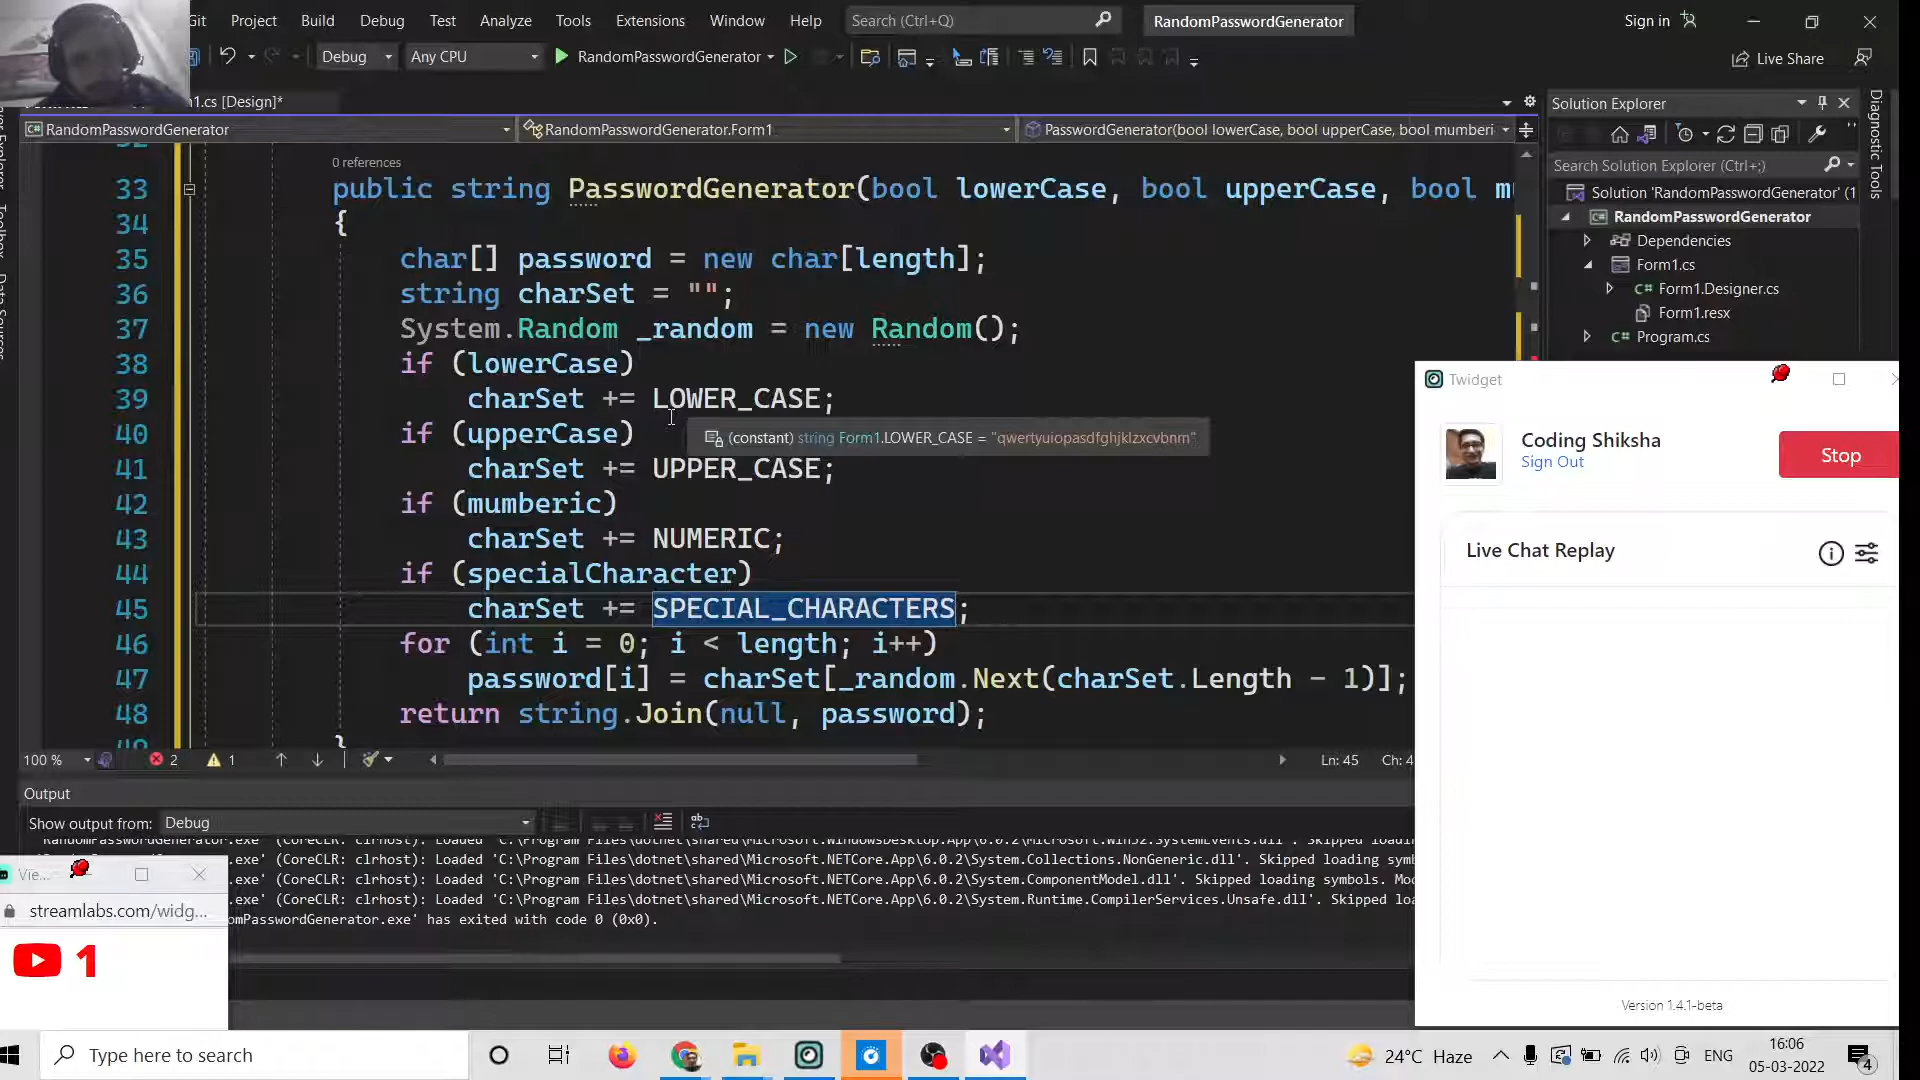 Git Project Build Debug Test Analyze Tools Extensions Window Help Search (Ctrl+Q) RandomPasswordGenerator Sign in
Debug Any CPU RandomPasswordGenerator Live Share
[Design]*
RandomPasswordGenerator RandomPasswordGenerator.Form1 PasswordGenerator(bool lowerCase, bool upperCase, bool mumberi
0 references
33 public string PasswordGenerator(bool lowerCase, bool upperCase, bool mu
34 {
35 char[] password = new char[length];
36 string charSet = "";
37 System.Random _random = new Random();
38 if (lowerCase)
39 charSet += LOWER_CASE;
40 if (upperCase)
(constant) string Form1.LOWER_CASE = "qwertyuiopasdfghjklzxcvbnm"
41 charSet += UPPER_CASE;
42 if (mumberic)
43 charSet += NUMERIC;
44 if (specialCharacter)
45 charSet += SPECIAL_CHARACTERS;
46 for (int i = 0; i < length; i++)
47 password[i] = charSet[_random.Next(charSet.Length - 1)];
48 return string.Join(null, password);
}
100 % 2 1 Ln: 45 Ch: 4
Output
Show output from: Debug
.exe' (CoreCLR: clrhost): Loaded 'C:\Program Files\dotnet\shared\Microsoft.NETCore.App\6.0.2\System.Collections.NonGeneric.dll'. Skipped loading symb
.exe' (CoreCLR: clrhost): Loaded 'C:\Program Files\dotnet\shared\Microsoft.NETCore.App\6.0.2\System.ComponentModel.dll'. Skipped loading symbols. Mod
.exe' (CoreCLR: clrhost): Loaded 'C:\Program Files\dotnet\shared\Microsoft.NETCore.App\6.0.2\System.Runtime.CompilerServices.Unsafe.dll'. Skipped load
omPasswordGenerator.exe' has exited with code 0 (0x0).
Solution Explorer
Search Solution Explorer (Ctrl+;)
Solution 'RandomPasswordGenerator' (1
RandomPasswordGenerator
Dependencies
Form1.cs
Form1.Designer.cs
Form1.resx
Program.cs
Diagnostic Tools
Toolbox
Data Sources
Twidget
Coding Shiksha
Sign Out
Stop
Live Chat Replay
Version 1.4.1-beta
Vie...
streamlabs.com/widg...
1
Type here to search
24°C Haze ENG 16:06
05-03-2022
4